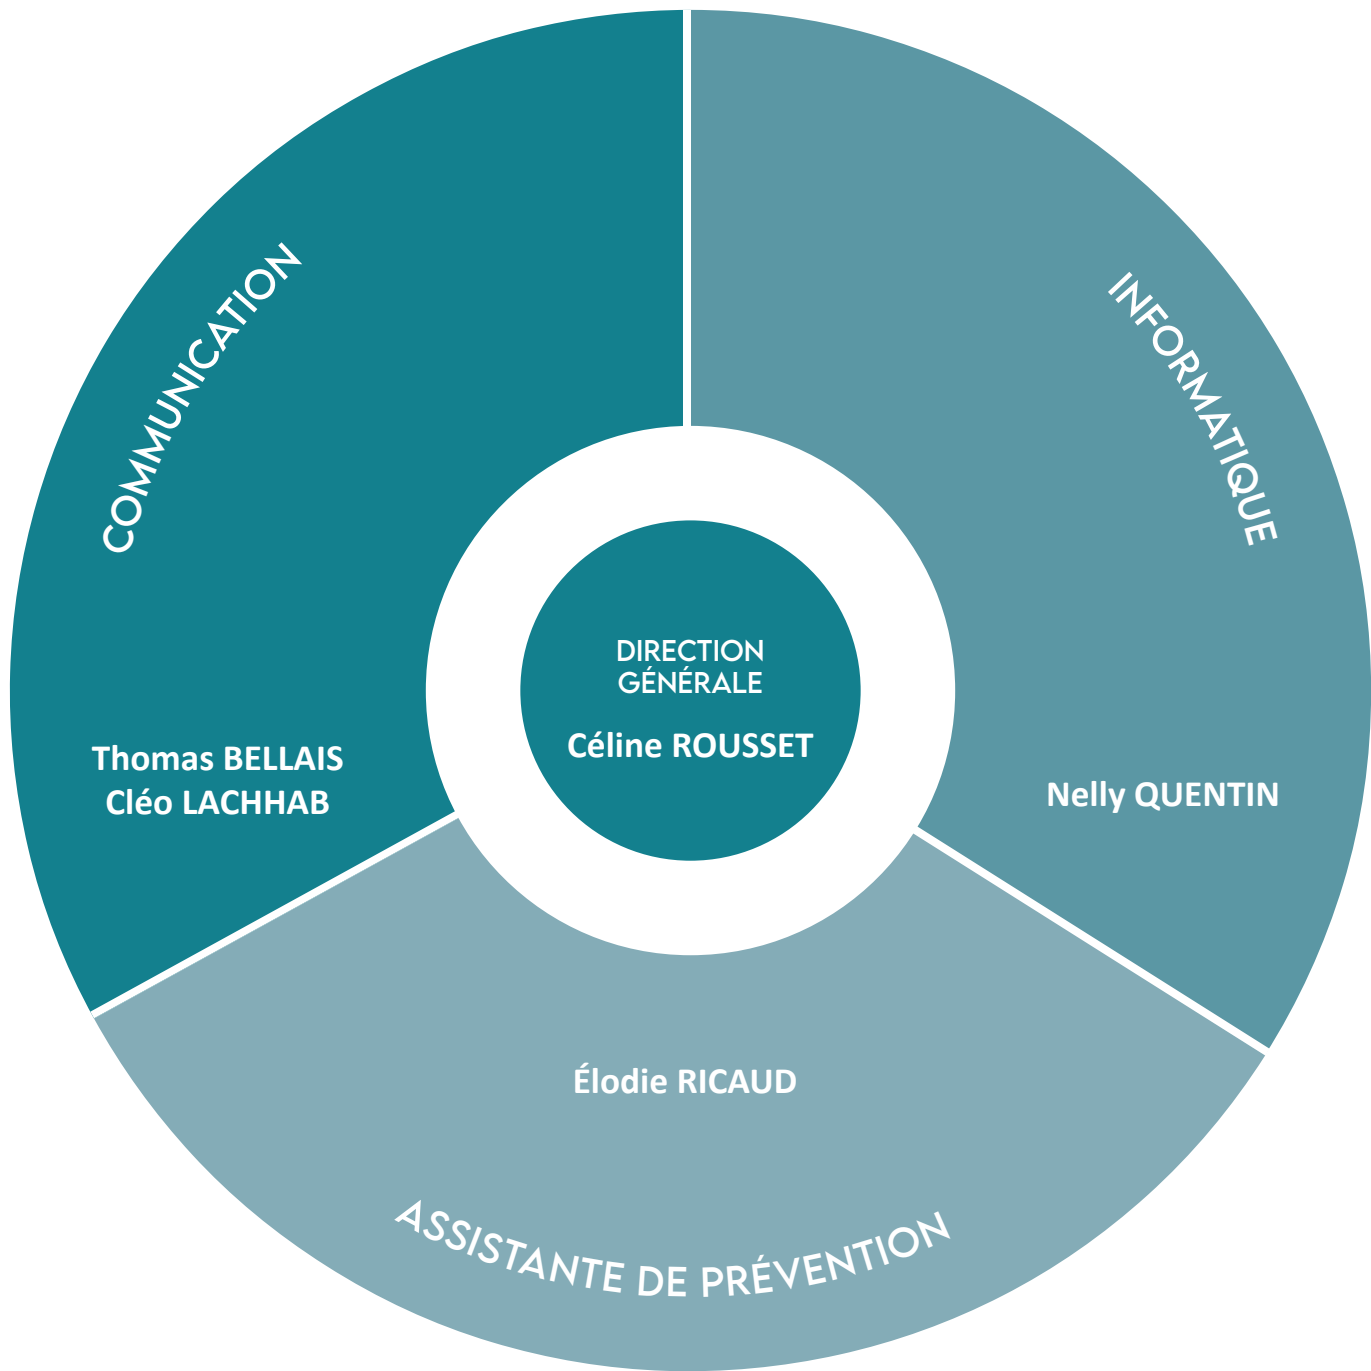 COMMUNICATION
Thomas BELLAIS
Cléo LACHHAB
INFORMATIQUE
Nelly QUENTIN
DIRECTION
GÉNÉRALE
Céline ROUSSET
Élodie RICAUD
ASSISTANTE DE PRÉVENTION